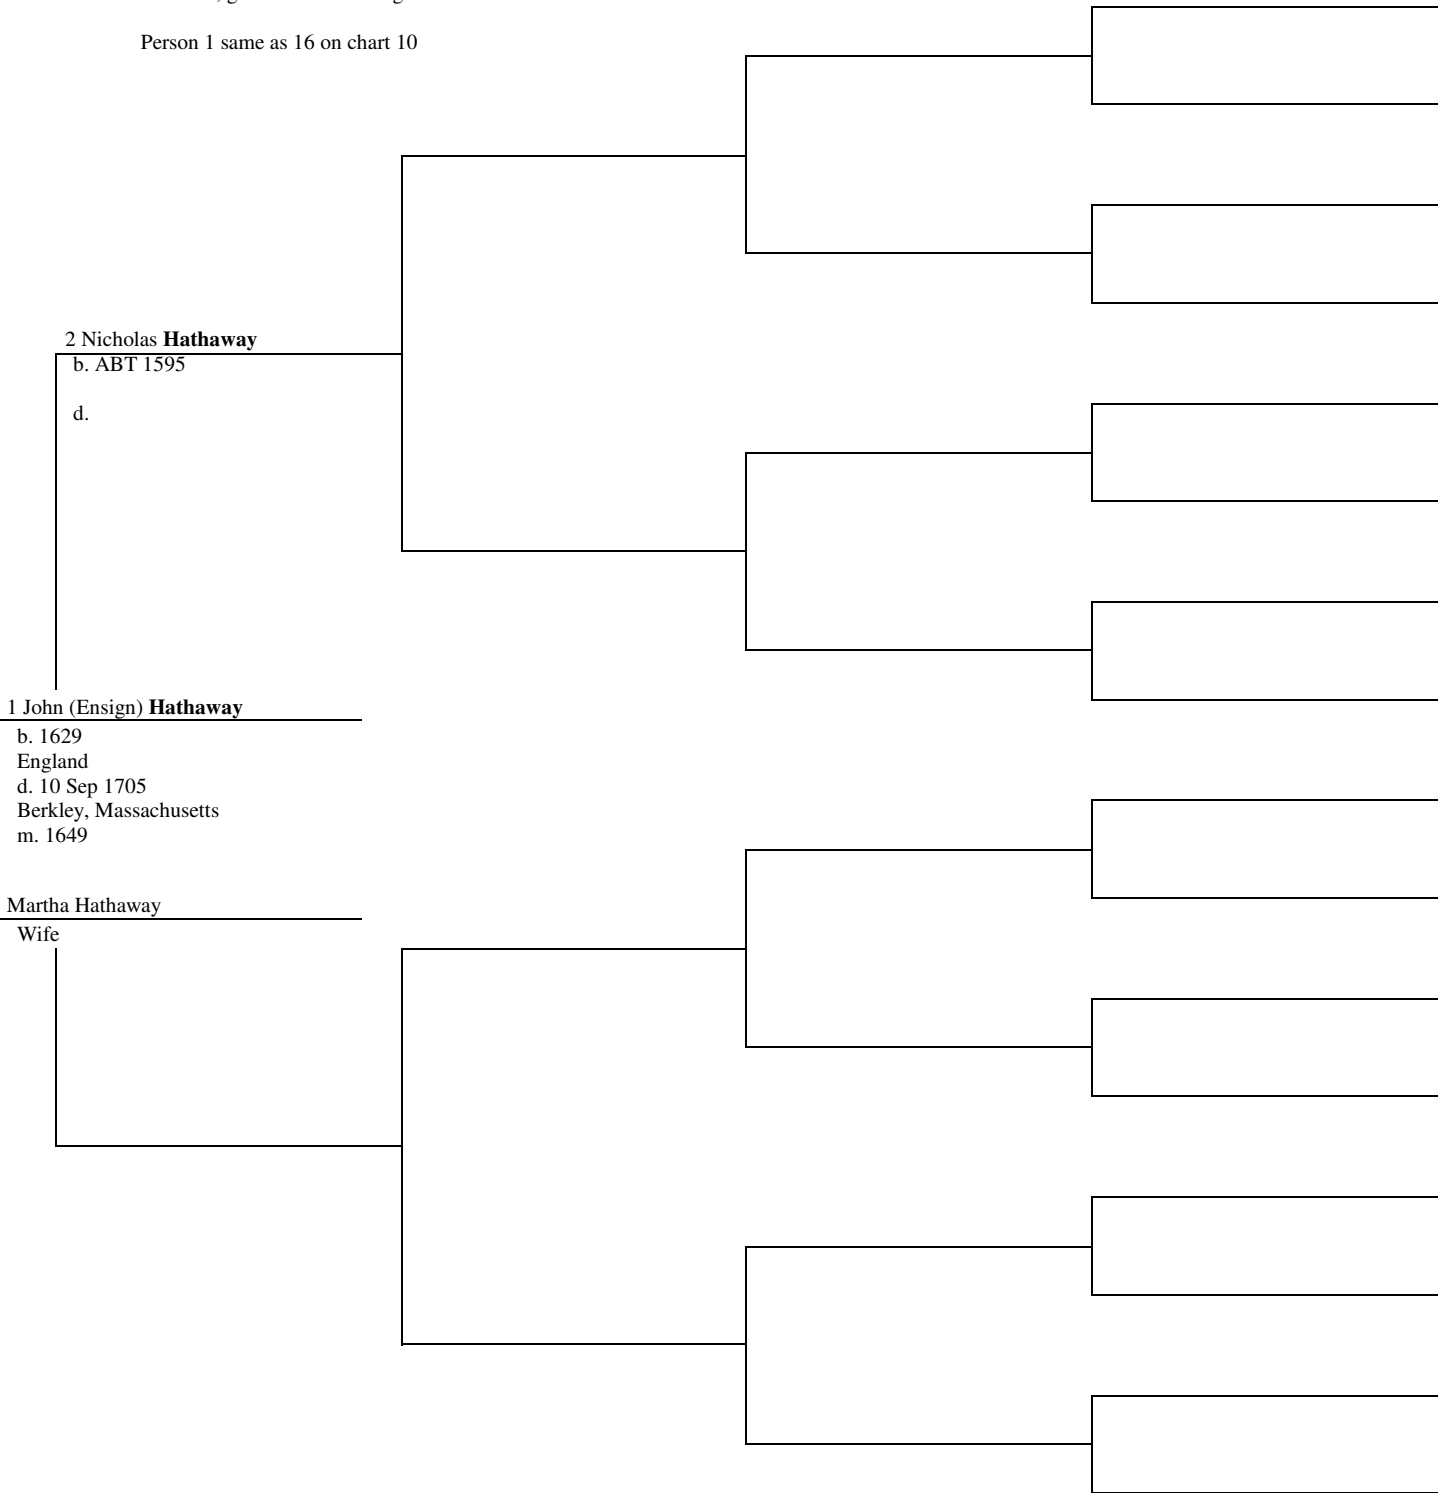 Person 1 same as 16 on chart 10
2 Nicholas Hathaway
b. ABT 1595
d.
1 John (Ensign) Hathaway
b. 1629
England
d. 10 Sep 1705
Berkley, Massachusetts
m. 1649
Martha Hathaway
Wife